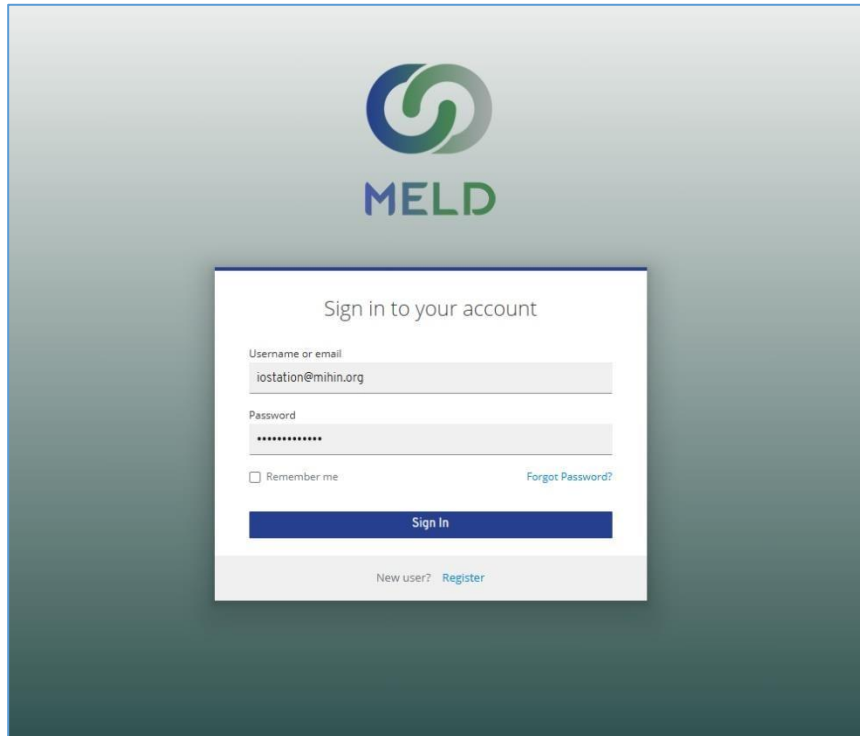 MELD
Sign in to your account
Username or email
iostation@mihin.org
Password
•••••••••••••
Remember me Forgot Password?
Sign In
New user? Register